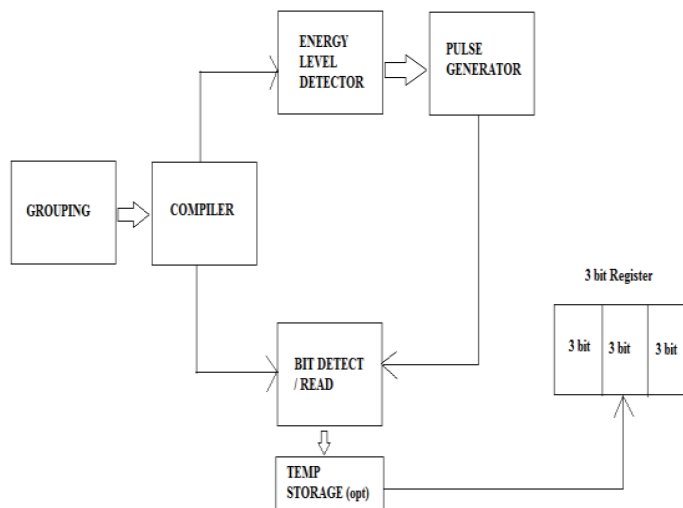 ENERGY
LEVEL
DETECTOR
PULSE
GENERATOR
GROUPING
COMPILER
3 bit Register
3 bit
3 bit
3 bit
BIT DETECT
/ READ
TEMP
STORAGE (opt)